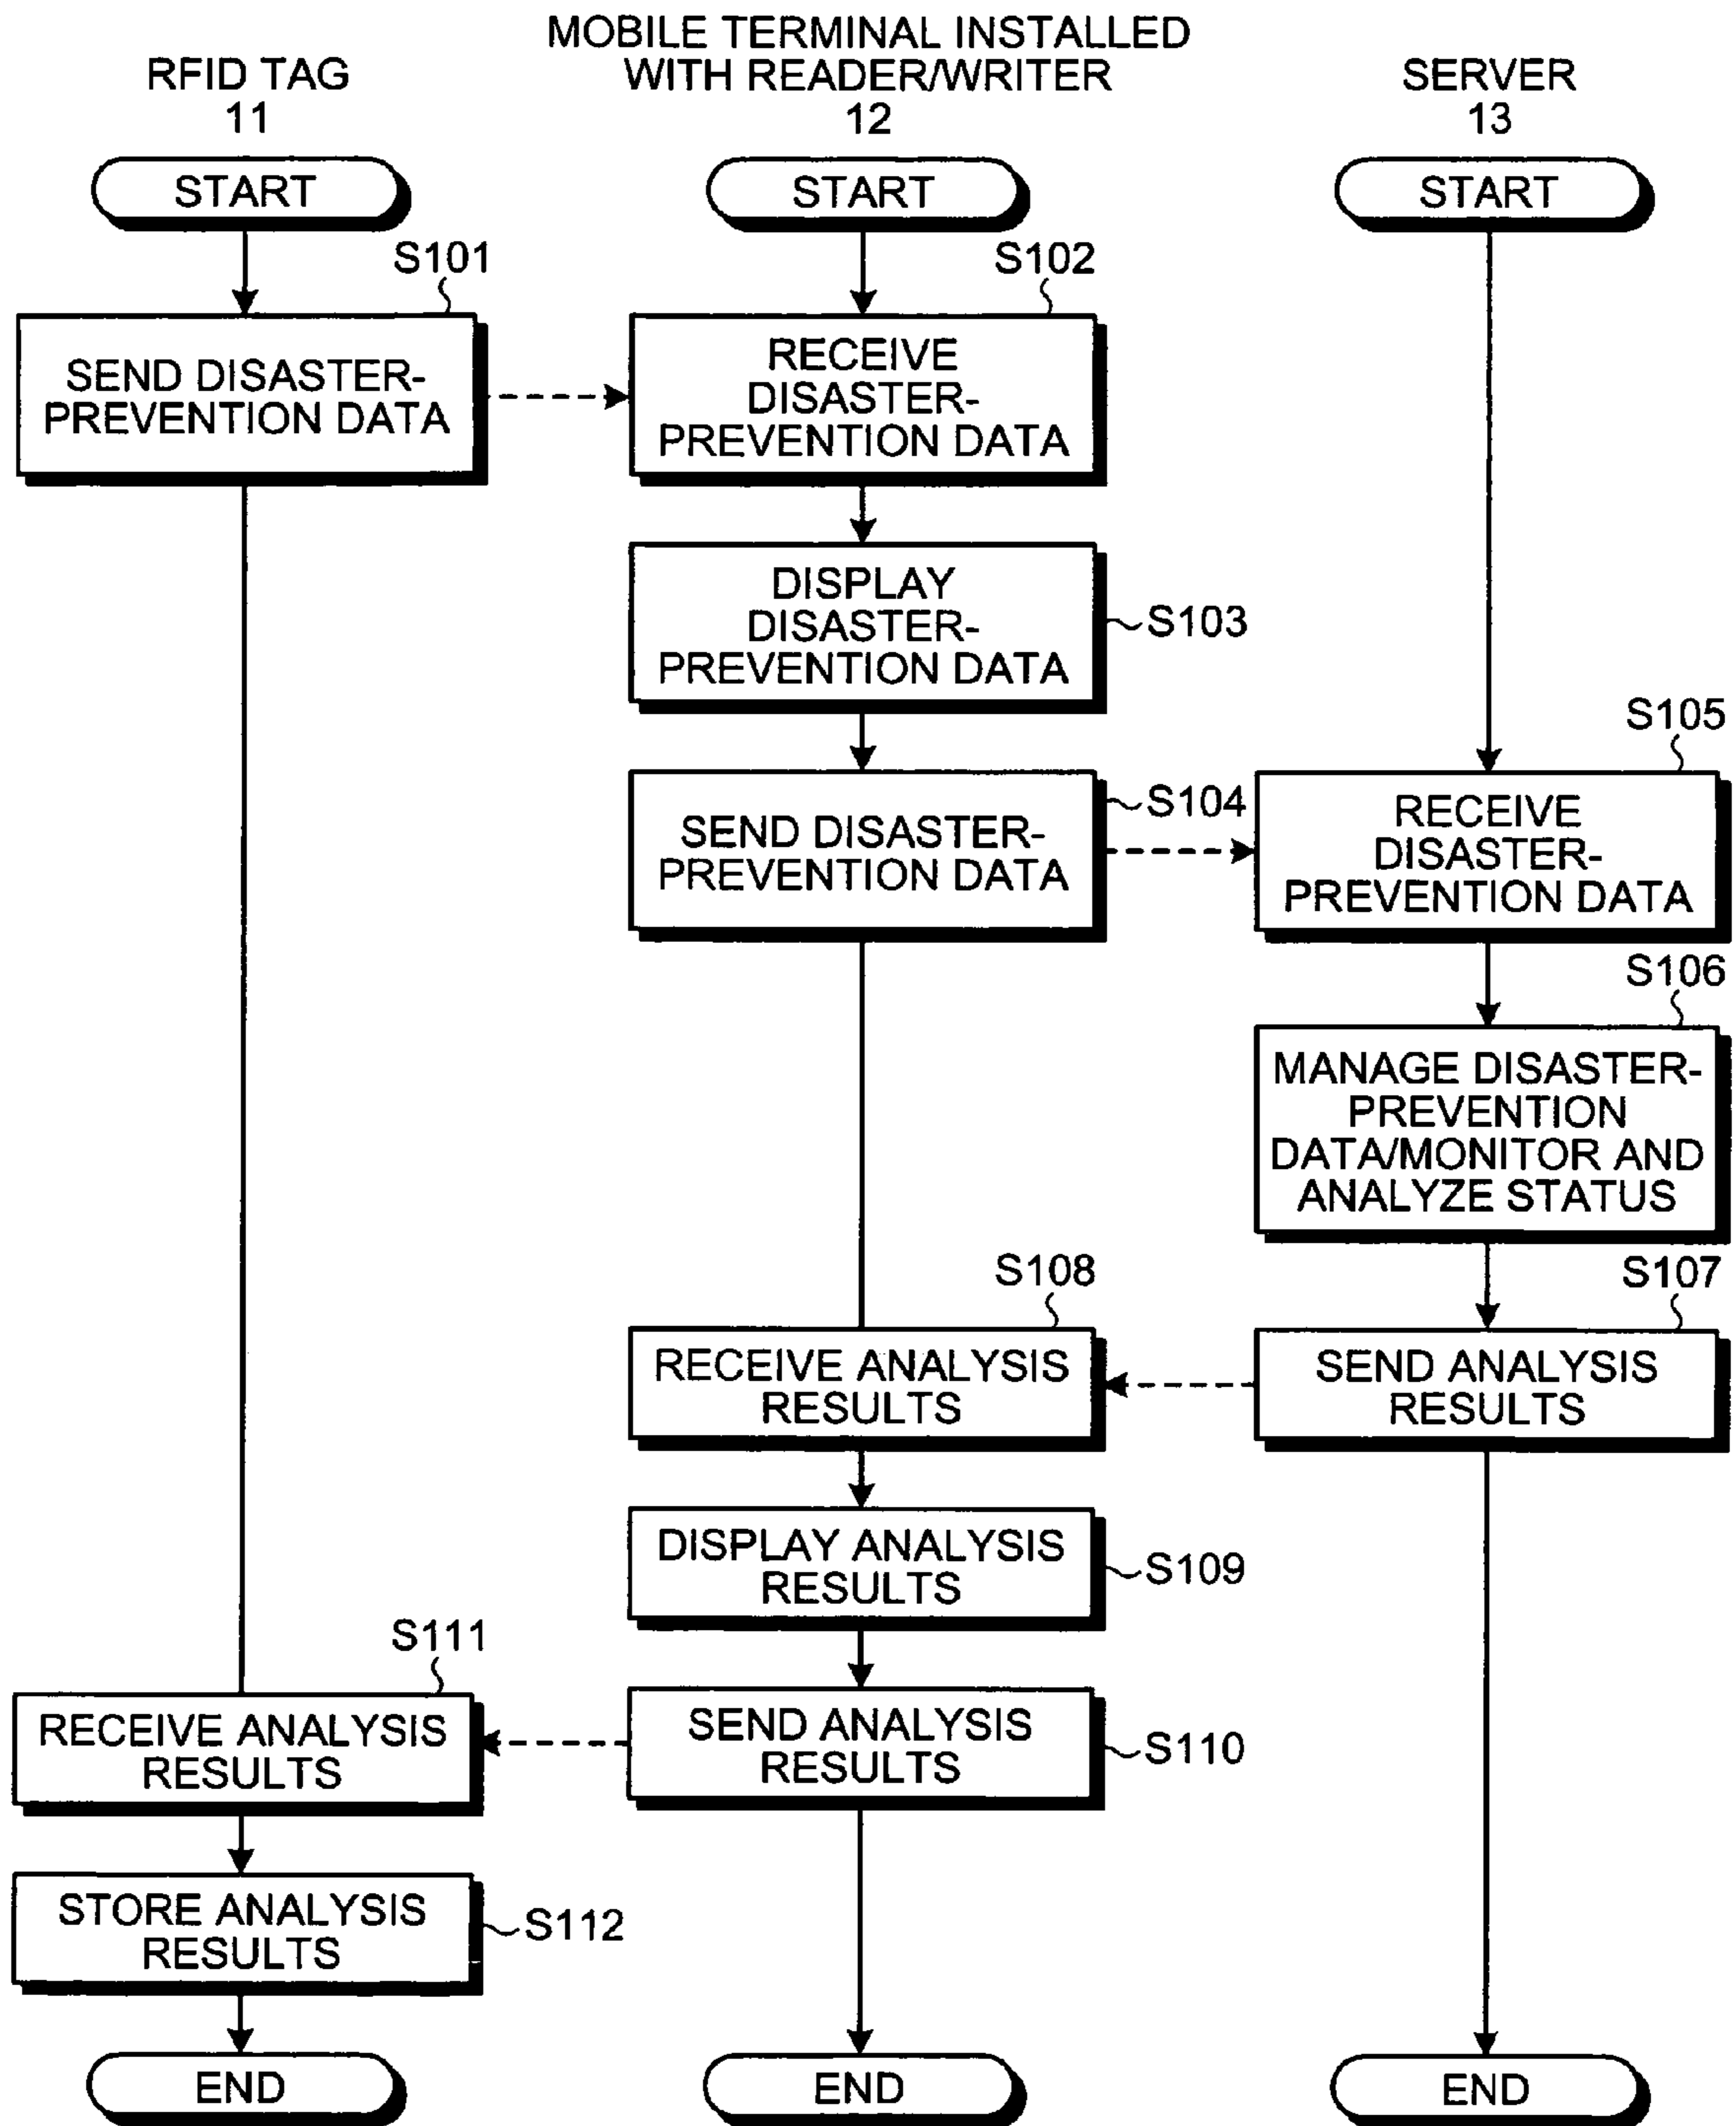 RFID TAG
11
MOBILE TERMINAL INSTALLED
WITH READER/WRITER
12
SERVER
13
START
START
START
S101
SEND DISASTER-
PREVENTION DATA
S102
RECEIVE
DISASTER-
PREVENTION DATA
DISPLAY
DISASTER-
PREVENTION DATA
S103
SEND DISASTER-
PREVENTION DATA
S104
S105
RECEIVE
DISASTER-
PREVENTION DATA
S106
MANAGE DISASTER-
PREVENTION
DATA/MONITOR AND
ANALYZE STATUS
S107
SEND ANALYSIS
RESULTS
S108
RECEIVE ANALYSIS
RESULTS
DISPLAY ANALYSIS
RESULTS
S109
SEND ANALYSIS
RESULTS
S110
S111
RECEIVE ANALYSIS
RESULTS
STORE ANALYSIS
RESULTS
S112
END
END
END